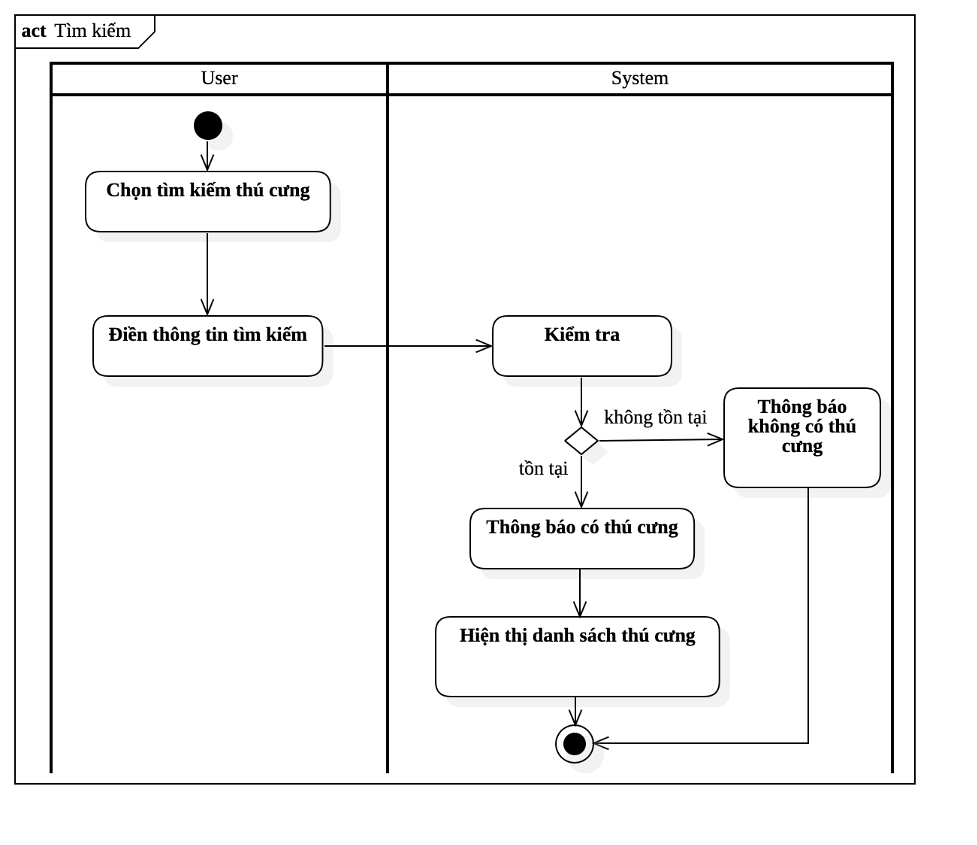 act Tìm kiếm
User
System
Chọn tìm kiếm thú cưng
Điền thông tin tìm kiếm
Kiểm tra
không tồn tại
Thông báo
không có thú
cưng
tồn tại
Thông báo có thú cưng
Hiện thị danh sách thú cưng